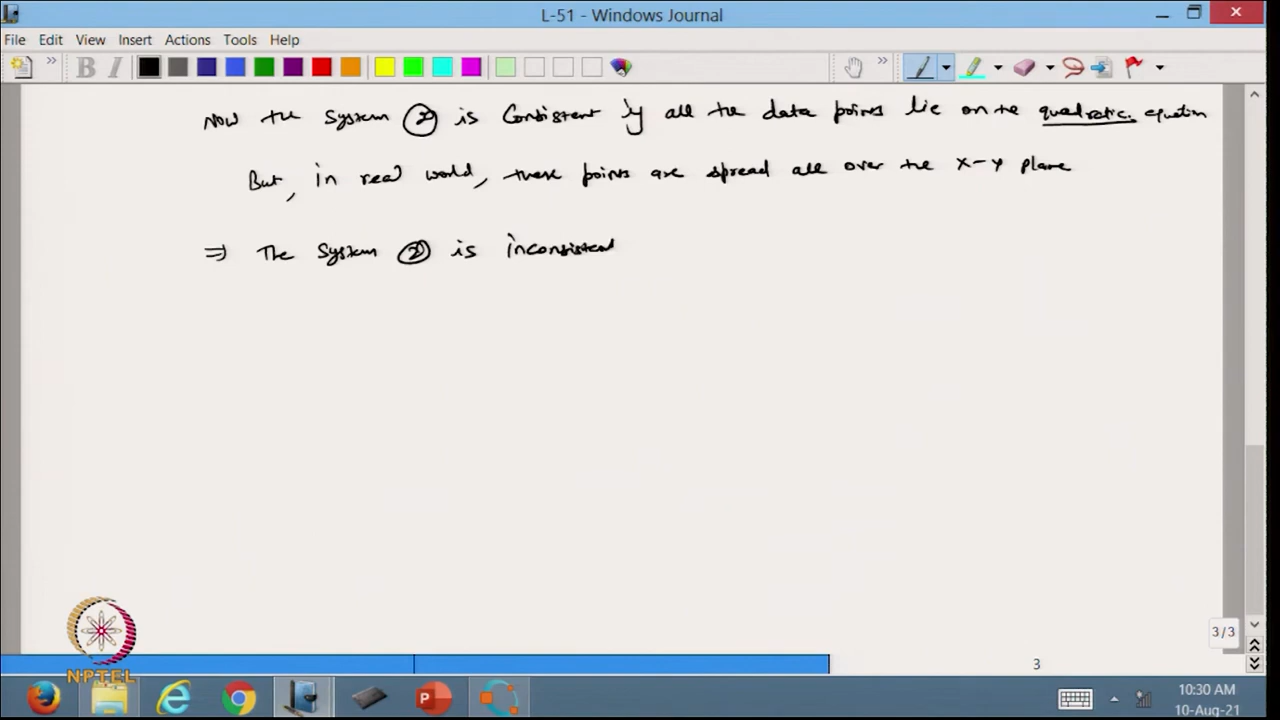 L-51 - Windows Journal
File Edit View Insert Actions Tools Help
Now the System ② is Consistent if all the data points lie on the quadratic equation
But, in real world, these points are spread all over the X-Y plane
⇒ The System ② is inconsistent
3/3
3
NPTEL
10:30 AM
10-Aug-21